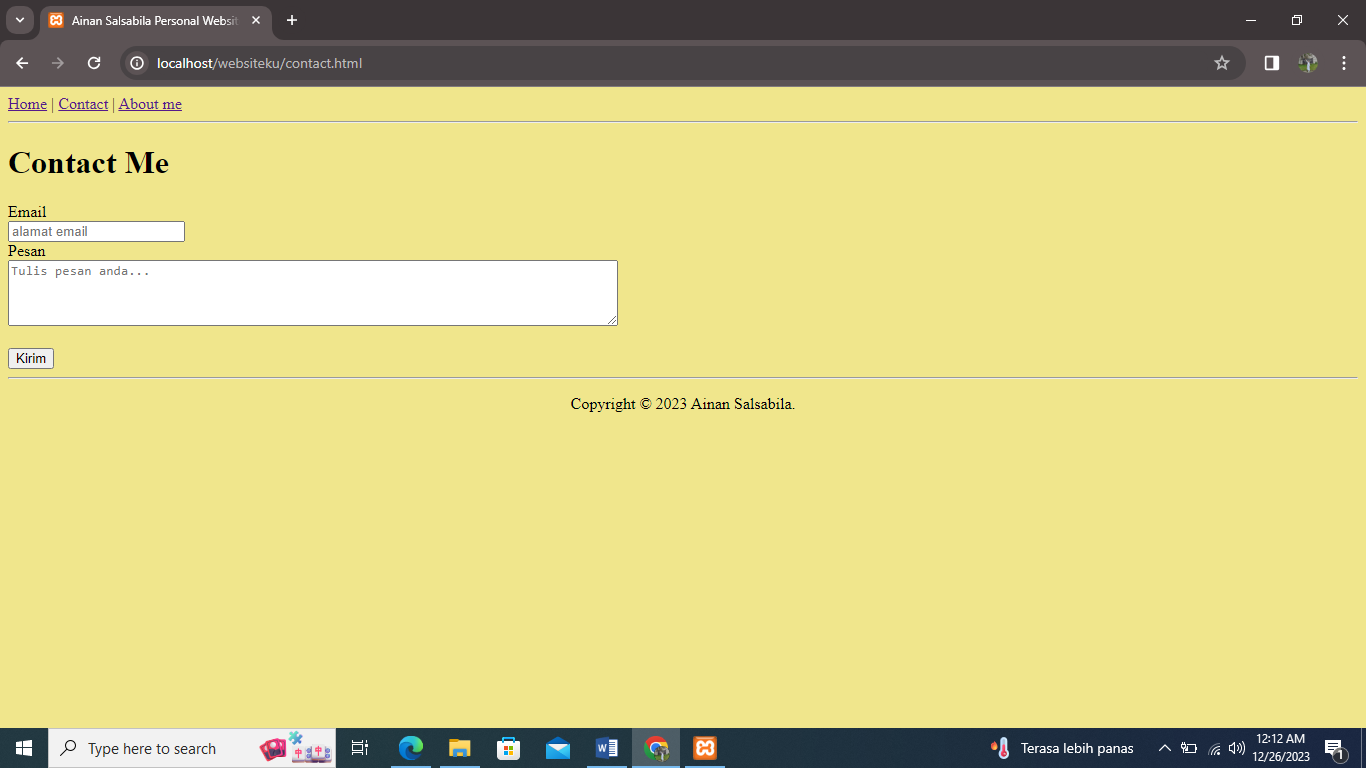 Ainan Salsabila Personal Websit
localhost/websiteku/contact.html
Home | Contact | About me
Contact Me
Email
alamat email
Pesan
Tulis pesan anda...
Kirim
Copyright © 2023 Ainan Salsabila.
Type here to search
Terasa lebih panas
12:12 AM
12/26/2023
1